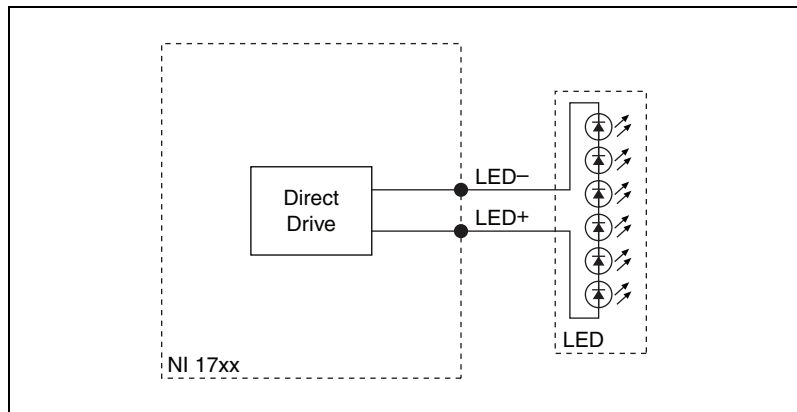 Direct
Drive
LED–
LED+
LED
NI 17xx